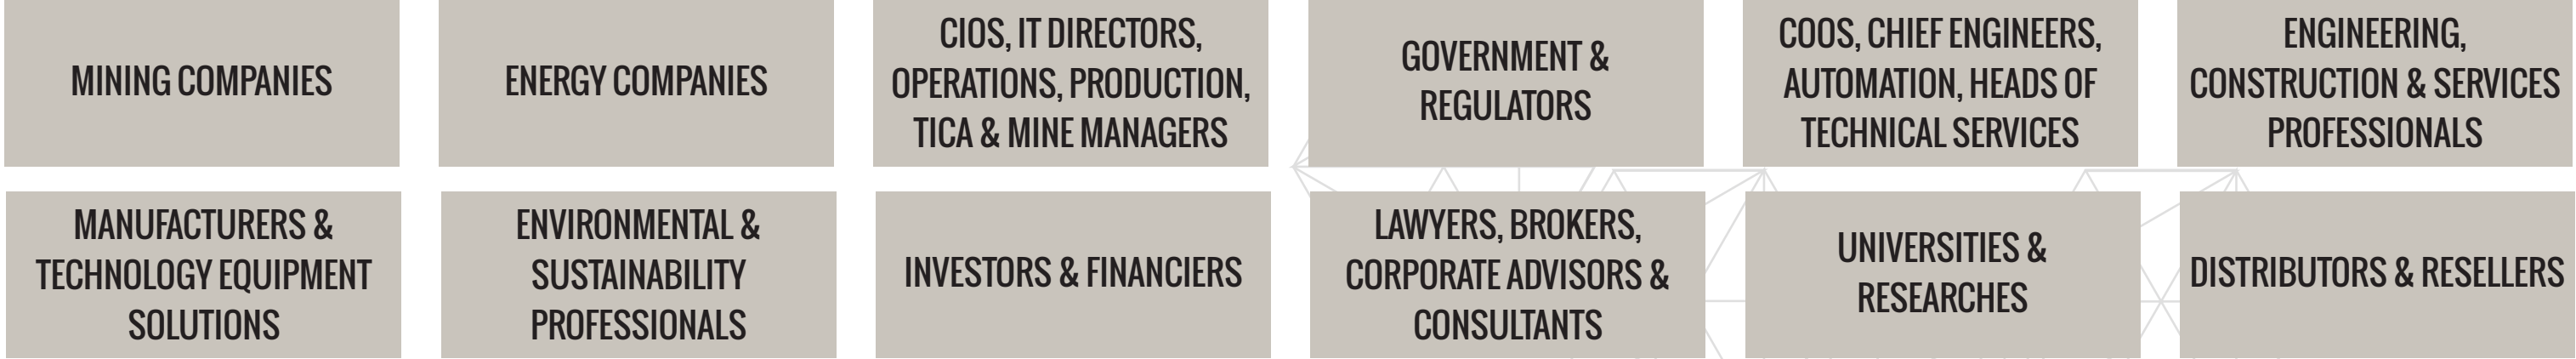 MINING COMPANIES
ENERGY COMPANIES
CIOS, IT DIRECTORS,
OPERATIONS, PRODUCTION,
TICA & MINE MANAGERS
GOVERNMENT &
REGULATORS
COOS, CHIEF ENGINEERS,
AUTOMATION, HEADS OF
TECHNICAL SERVICES
ENGINEERING,
CONSTRUCTION & SERVICES
PROFESSIONALS
MANUFACTURERS &
TECHNOLOGY EQUIPMENT
SOLUTIONS
ENVIRONMENTAL &
SUSTAINABILITY
PROFESSIONALS
INVESTORS & FINANCIERS
LAWYERS, BROKERS,
CORPORATE ADVISORS &
CONSULTANTS
UNIVERSITIES &
RESEARCHES
DISTRIBUTORS & RESELLERS